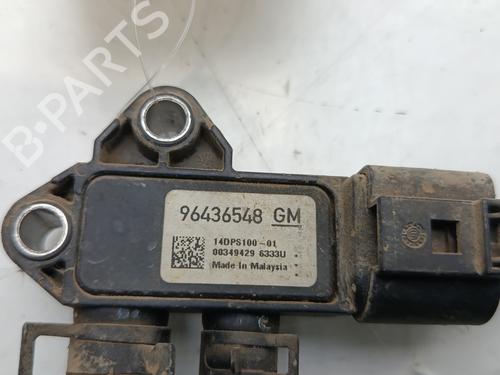 B-PARTS
96436548 GM
14DPS100-01
00349429 6333U
Made In Malaysia